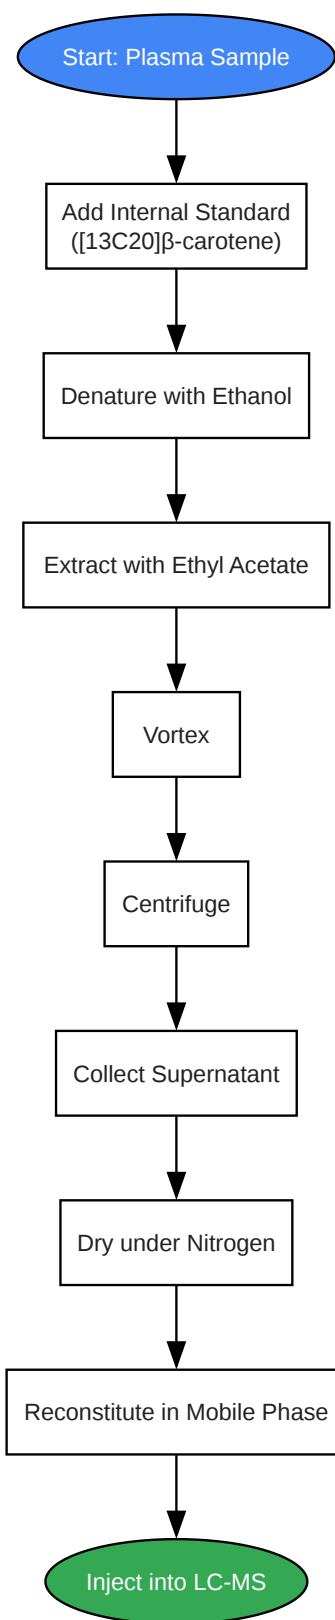 Start: Plasma Sample
Add Internal Standard
([13C20]β-carotene)
Denature with Ethanol
Extract with Ethyl Acetate
Vortex
Centrifuge
Collect Supernatant
Dry under Nitrogen
Reconstitute in Mobile Phase
Inject into LC-MS